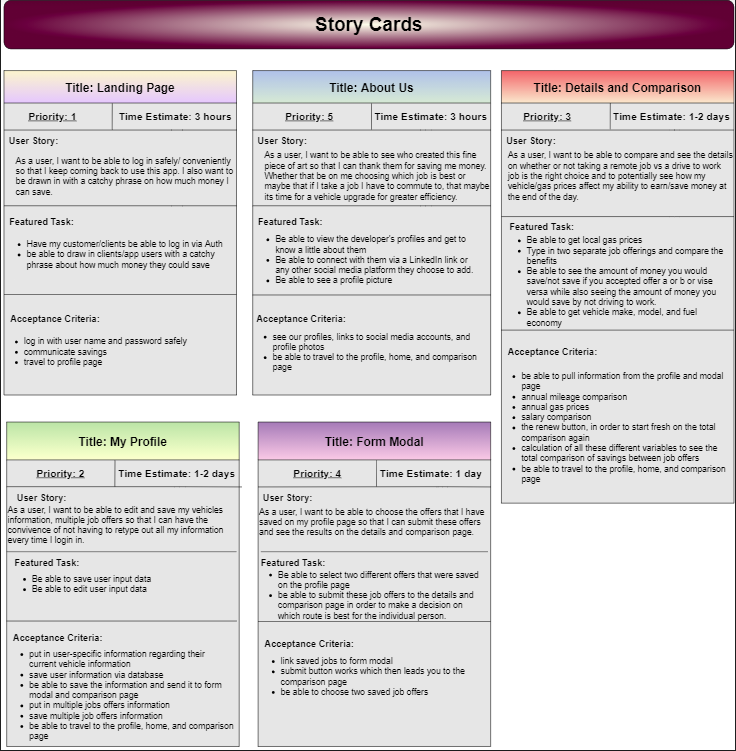 Story Cards
Title: Landing Page
Priority: 1
Time Estimate: 3 hours
User Story:
As a user, I want to be able to log in safely/ conveniently
so that I keep coming back to use this app. I also want to
be drawn in with a catchy phrase on how much money I
can save.
Featured Task:
Have my customer/clients be able to log in via Auth
be able to draw in clients/app users with a catchy
phrase about how much money they could save
Acceptance Criteria:
log in with user name and password safely
communicate savings
travel to profile page
Title: About Us
Priority: 5
Time Estimate: 3 hours
User Story:
As a user, I want to be able to see who created this fine
piece of art so that I can thank them for saving me money.
Whether that be on me choosing which job is best or
maybe that if I take a job I have to commute to, that maybe
its time for a vehicle upgrade for greater efficiency.
Featured Task:
Be able to view the developer's profiles and get to
know a little about them
Be able to connect with them via a LinkedIn link or
any other social media platform they choose to add.
Be able to see a profile picture
Acceptance Criteria:
see our profiles, links to social media accounts, and
profile photos
be able to travel to the profile, home, and comparison
page
Title: Details and Comparison
Priority: 3
Time Estimate: 1-2 days
User Story:
As a user, I want to be able to compare and see the details
on whether or not taking a remote job vs a drive to work
job is the right choice and to potentially see how my
vehicle/gas prices affect my ability to earn/save money at
the end of the day.
Featured Task:
Be able to get local gas prices
Type in two separate job offerings and compare the
benefits
Be able to see the amount of money you would
save/not save if you accepted offer a or b or vise
versa while also seeing the amount of money you
would save by not driving to work.
Be able to get vehicle make, model, and fuel
economy
Acceptance Criteria:
be able to pull information from the profile and modal
page
annual mileage comparison
annual gas prices
salary comparison
the renew button, in order to start fresh on the total
comparison again
calculation of all these different variables to see the
total comparison of savings between job offers
be able to travel to the profile, home, and comparison
page
Title: My Profile
Priority: 2
Time Estimate: 1-2 days
User Story:
As a user, I want to be able to edit and save my vehicles
information, multiple job offers so that I can have the
convivence of not having to retype out all my information
every time I login in.
Featured Task:
Be able to save user input data
Be able to edit user input data
Acceptance Criteria:
put in user-specific information regarding their
current vehicle information
save user information via database
be able to save the information and send it to form
modal and comparison page
put in multiple jobs offers information
save multiple job offers information
be able to travel to the profile, home, and comparison
page
Title: Form Modal
Priority: 4
Time Estimate: 1 day
User Story:
As a user, I want to be able to choose the offers that I have
saved on my profile page so that I can submit these offers
and see the results on the details and comparison page.
Featured Task:
Be able to select two different offers that were saved
on the profile page
be able to submit these job offers to the details and
comparison page in order to make a decision on
which route is best for the individual person.
Acceptance Criteria:
link saved jobs to form modal
submit button works which then leads you to the
comparison page
be able to choose two saved job offers